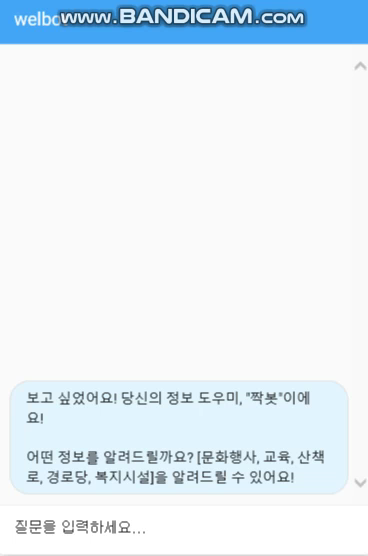 welbo
www.BANDICAM.com
보고 싶었어요! 당신의 정보 도우미, "짝봇"이에
요!
어떤 정보를 알려드릴까요? [문화행사, 교육, 산책
로, 경로당, 복지시설]을 알려드릴 수 있어요!
질문을 입력하세요...